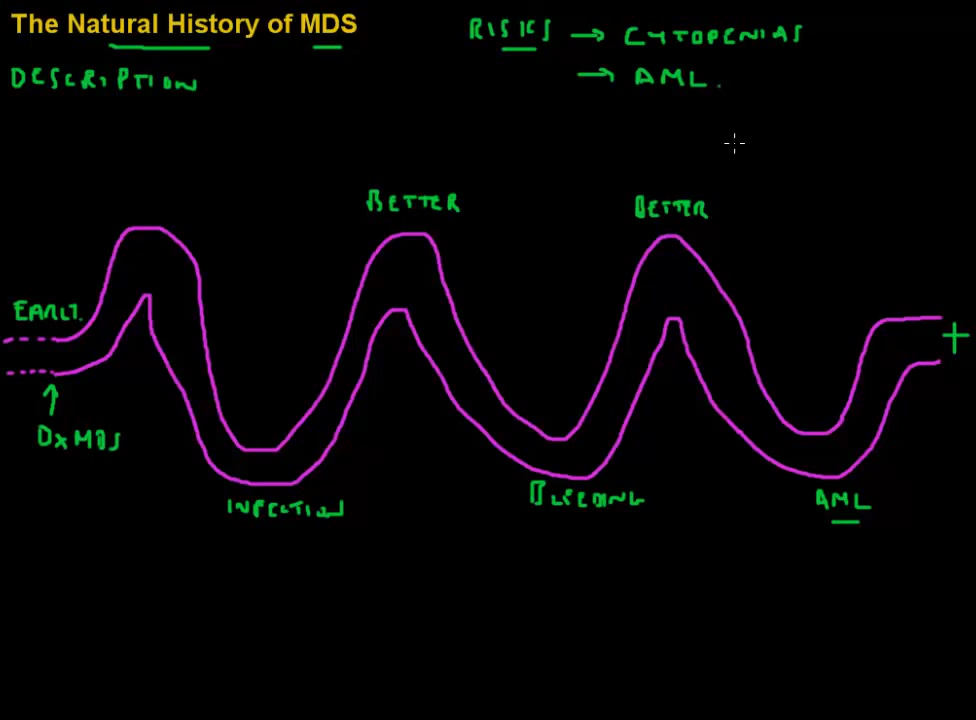 The Natural History of MDS
RISKS → CYTOPENIAS
DESCRIPTION
→ AML.
BETTER
BETTER
EARLY.
+
DX MDS
INFECTION
BLEEDING
AML